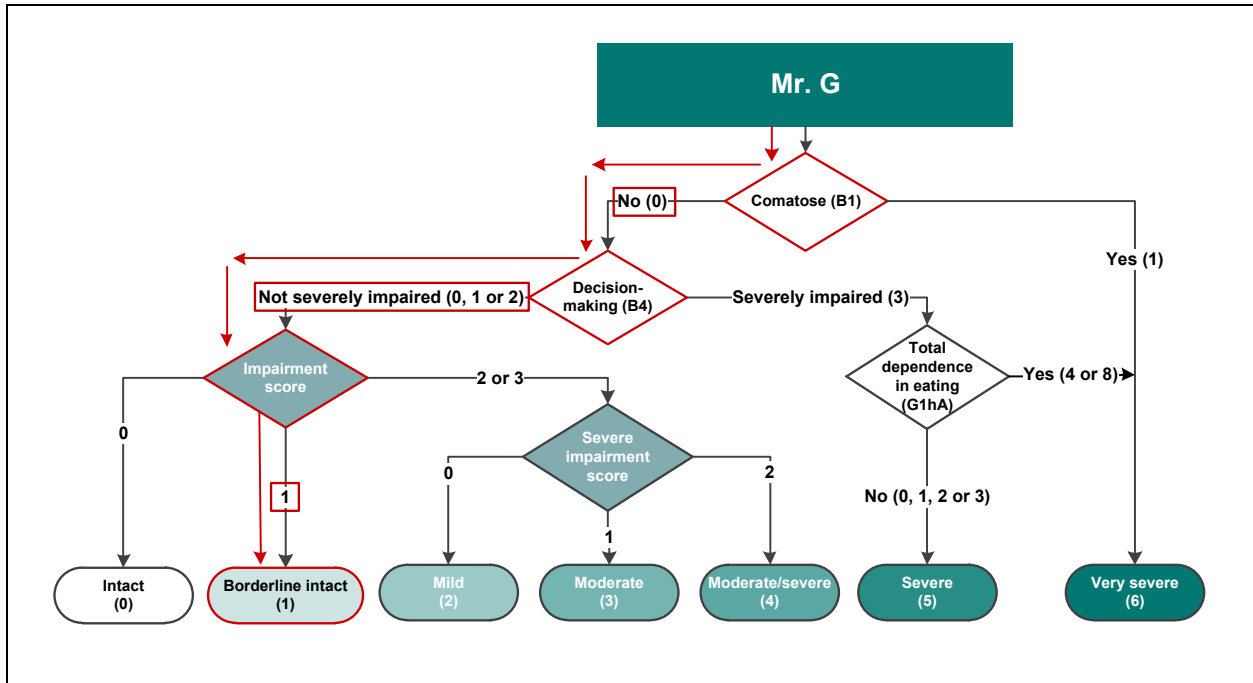 Mr. G
Comatose (B1)
No (0)
Yes (1)
Decision-
making (B4)
Not severely impaired (0, 1 or 2)
Severely impaired (3)
Impairment
score
Total
dependence
in eating
(G1hA)
Yes (4 or 8)
2 or 3
0
Severe
impairment
score
0
2
1
No (0, 1, 2 or 3)
1
Intact
(0)
Borderline intact
(1)
Mild
(2)
Moderate
(3)
Moderate/severe
(4)
Severe
(5)
Very severe
(6)